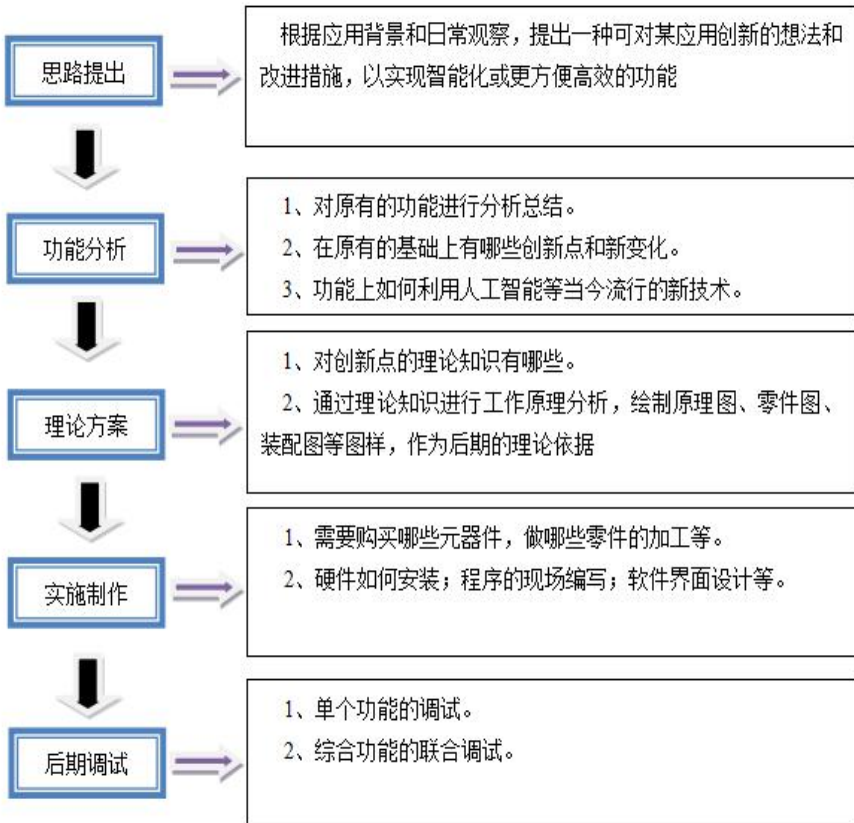 思路提出
根据应用背景和日常观察，提出一种可对某应用创新的想法和
改进措施，以实现智能化或更方便高效的功能
功能分析
1、对原有的功能进行分析总结。
2、在原有的基础上有哪些创新点和新变化。
3、功能上如何利用人工智能等当今流行的新技术。
理论方案
1、对创新点的理论知识有哪些。
2、通过理论知识进行工作原理分析，绘制原理图、零件图、
装配图等图样，作为后期的理论依据
实施制作
1、需要购买哪些元器件，做哪些零件的加工等。
2、硬件如何安装；程序的现场编写；软件界面设计等。
后期调试
1、单个功能的调试。
2、综合功能的联合调试。